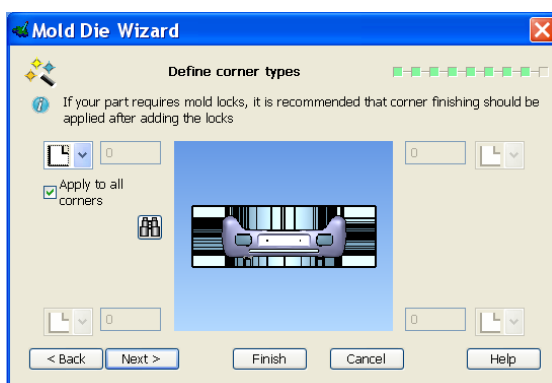 Mold Die Wizard
Define corner types
If your part requires mold locks, it is recommended that corner finishing should be
applied after adding the locks
0
0
Apply to all
corners
0
0
< Back
Next >
Finish
Cancel
Help